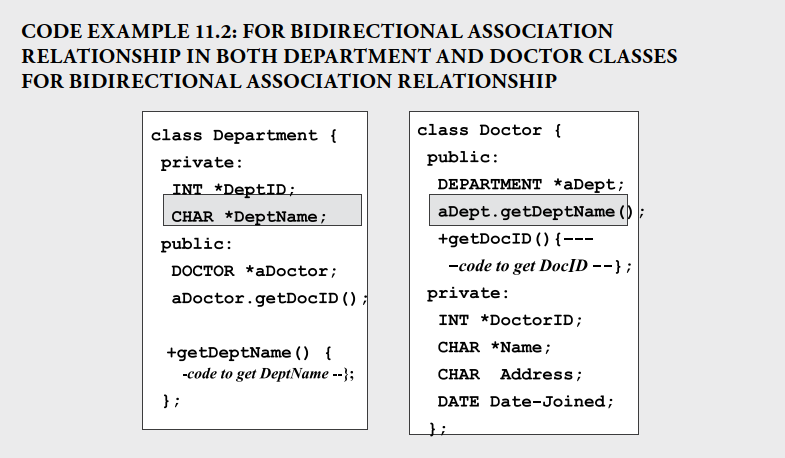 CODE EXAMPLE 11.2: FOR BIDIRECTIONAL ASSOCIATION
RELATIONSHIP IN BOTH DEPARTMENT AND DOCTOR CLASSES
FOR BIDIRECTIONAL ASSOCIATION RELATIONSHIP
class Department {
private:
INT *DeptID;
CHAR *DeptName;
public:
DOCTOR *aDoctor;
aDoctor.getDocID();
+getDeptName() {
-code to get DeptName --};
};
class Doctor {
public:
DEPARTMENT *aDept;
aDept.getDeptName();
+getDocID(){---
-code to get DocID --};
private:
INT *DoctorID;
CHAR *Name;
CHAR Address;
DATE Date-Joined;
};